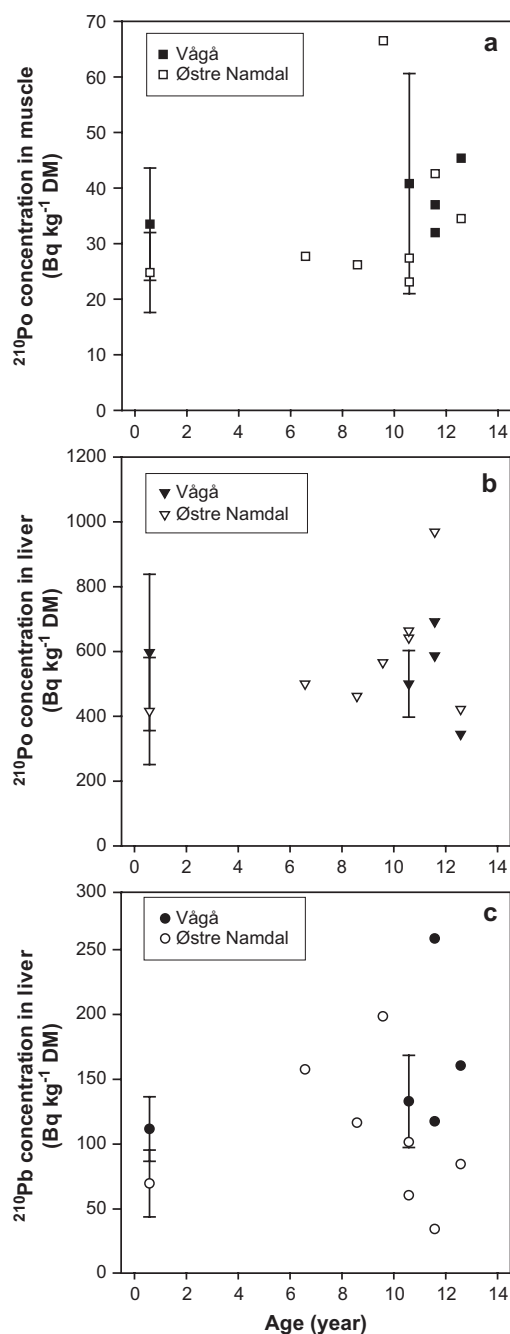 a
Vågå
Østre Namdal
70
60
50
40
30
20
10
0
0 2 4 6 8 10 12 14
²¹⁰Po concentration in muscle
(Bq kg⁻¹ DM)
b
Vågå
Østre Namdal
1200
1000
800
600
400
200
0
0 2 4 6 8 10 12 14
²¹⁰Po concentration in liver
(Bq kg⁻¹ DM)
c
Vågå
Østre Namdal
300
250
200
150
100
50
0
0 2 4 6 8 10 12 14
²¹⁰Pb concentration in liver
(Bq kg⁻¹ DM)
Age (year)